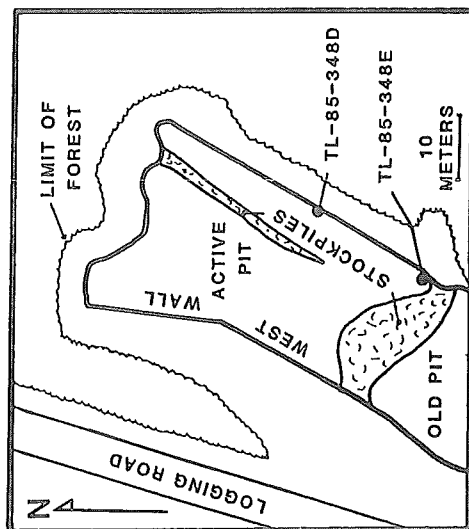 LIMIT OF
FOREST
TL-85-348D
TL-85-348E
10
METERS
STOCKPILES
ACTIVE
PIT
WALL
WEST
OLD PIT
LOGGING ROAD
N